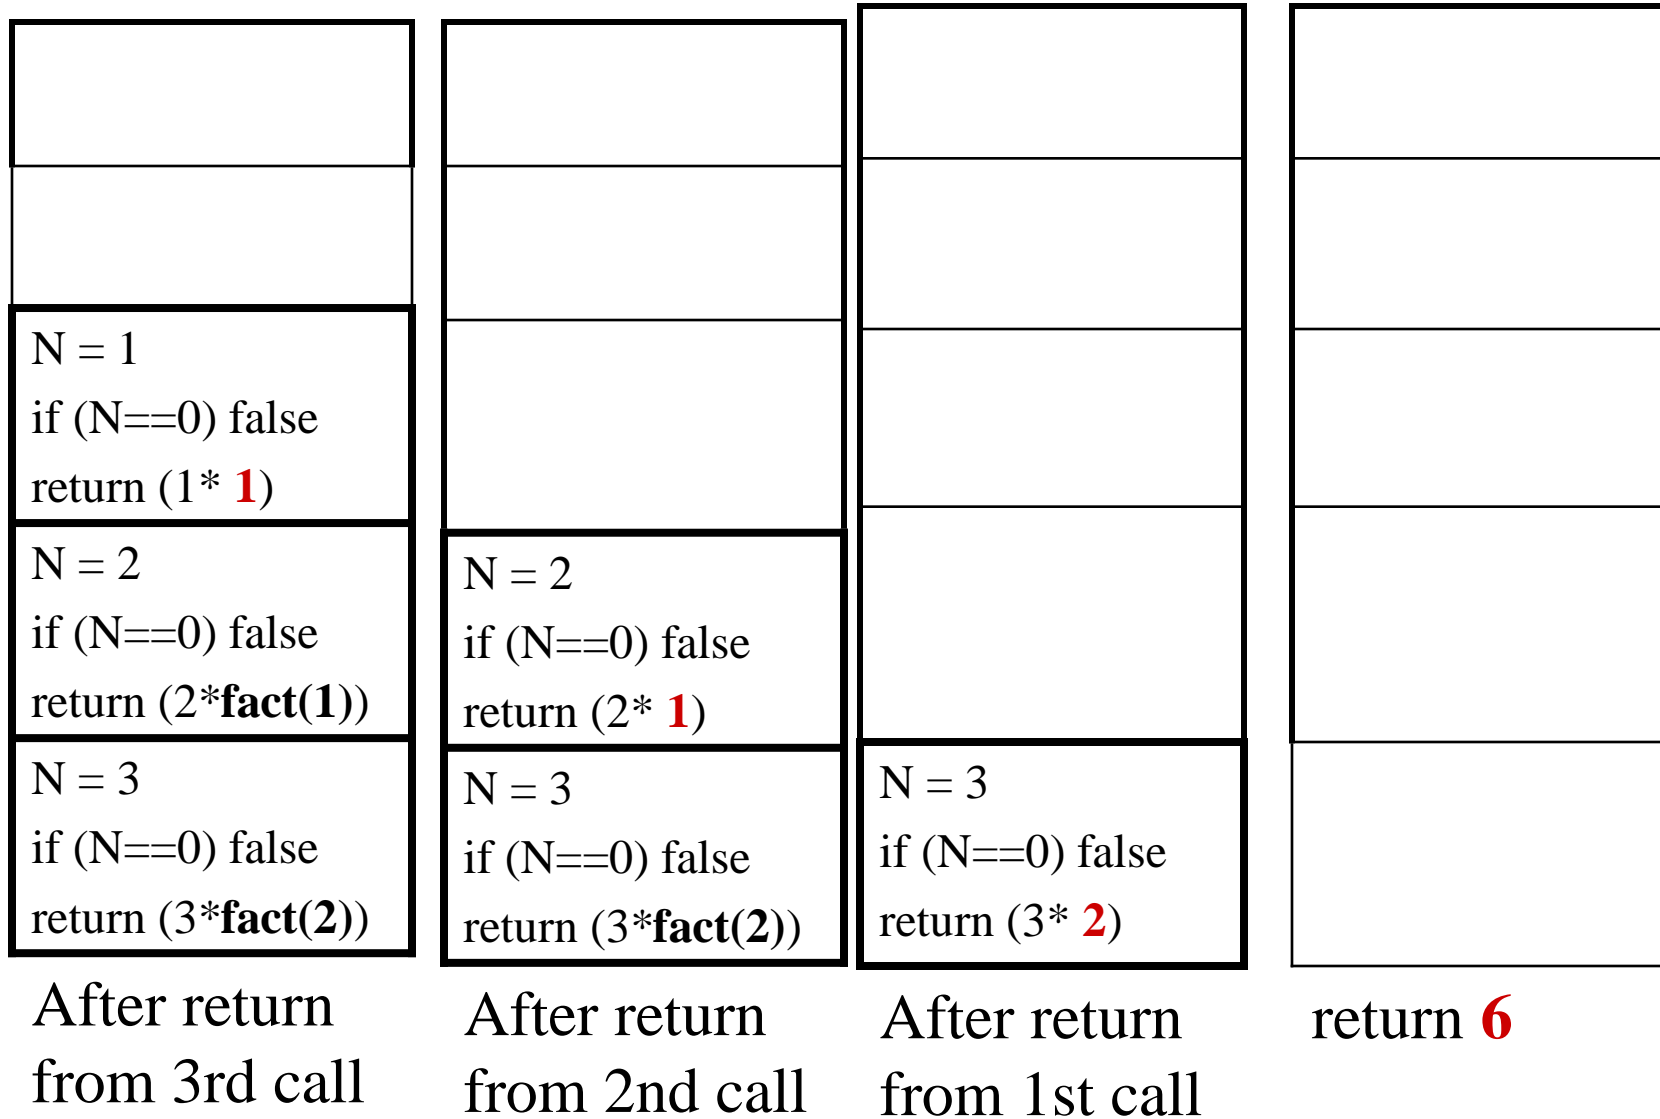 N = 1
if (N==0) false
return (1* 1)
N = 2
if (N==0) false
return (2*fact(1))
N = 3
if (N==0) false
return (3*fact(2))
After return
from 3rd call
N = 2
if (N==0) false
return (2* 1)
N = 3
if (N==0) false
return (3*fact(2))
After return
from 2nd call
N = 3
if (N==0) false
return (3* 2)
After return
from 1st call
return 6